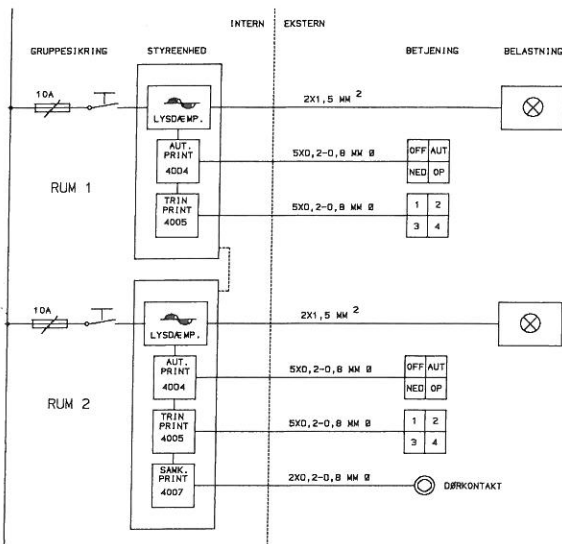 INTERN EKSTERN
GRUPPESIKRING STYREENHED BETJENING BELASTNING
10A
2X1,5 MM 2
LYSDÆMP.
AUT.
PRINT
4004
5X0,2-0,8 MM Ø
OFF AUT
NED OP
RUM 1
TRIN
PRINT
4005
5X0,2-0,8 MM Ø
1 2
3 4
10A
2X1,5 MM 2
LYSDÆMP.
AUT.
PRINT
4004
5X0,2-0,8 MM Ø
OFF AUT
NED OP
RUM 2
TRIN
PRINT
4005
5X0,2-0,8 MM Ø
1 2
3 4
SAMK.
PRINT
4007
2X0,2-0,8 MM Ø
DØRKONTAKT